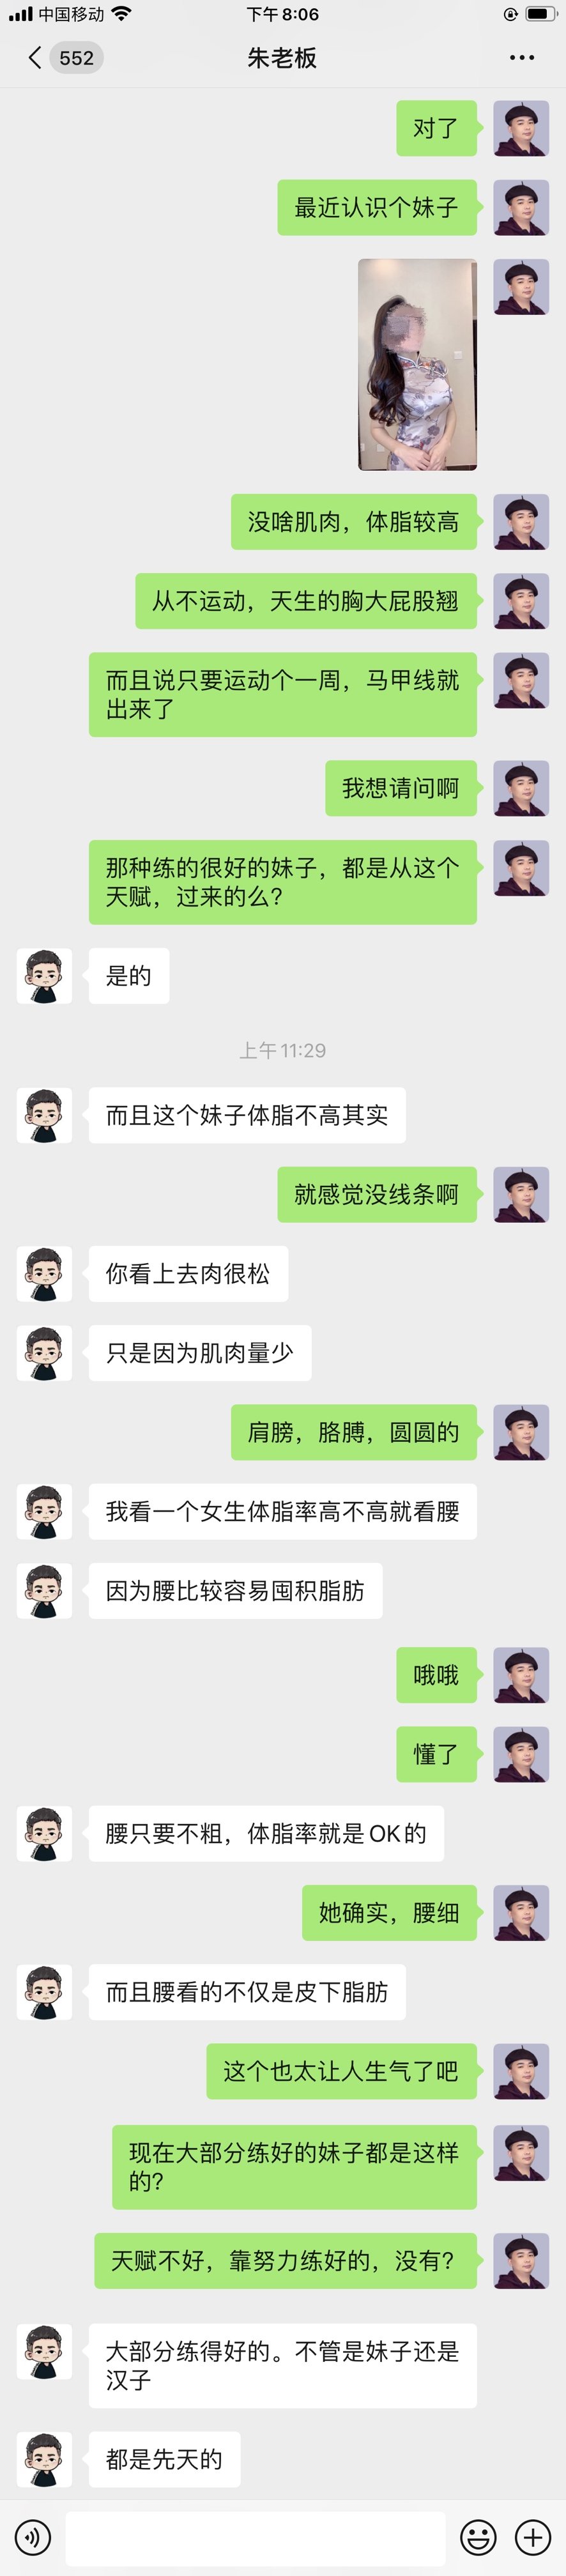 中国移动
下午 8:06
552
朱老板
对了
最近认识个妹子
没啥肌肉，体脂较高
从不运动，天生的胸大屁股翘
而且说只要运动个一周，马甲线就
出来了
我想请问啊
那种练的很好的妹子，都是从这个
天赋，过来的么？
是的
上午 11:29
而且这个妹子体脂不高其实
就感觉没线条啊
你看上去肉很松
只是因为肌肉量少
肩膀，胳膊，圆圆的
我看一个女生体脂率高不高就看腰
因为腰比较容易囤积脂肪
哦哦
懂了
腰只要不粗，体脂率就是OK的
她确实，腰细
而且腰看的不仅是皮下脂肪
这个也太让人生气了吧
现在大部分练好的妹子都是这样
的？
天赋不好，靠努力练好的，没有？
大部分练得好的。不管是妹子还是
汉子
都是先天的